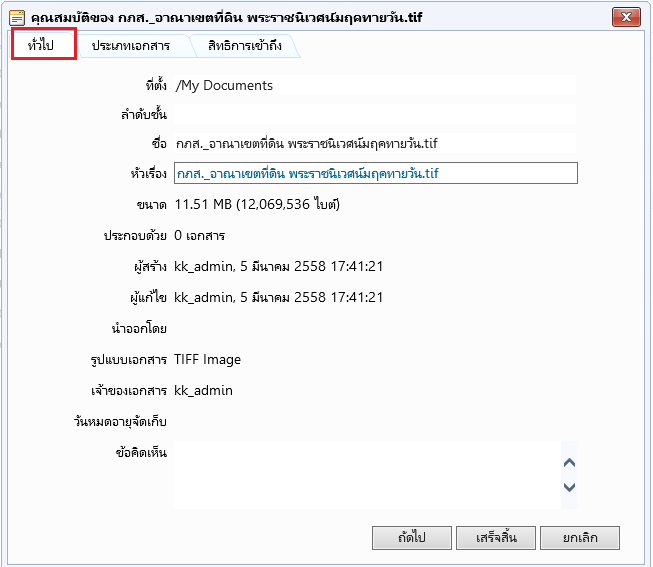 คุณสมบัติของ กภส._อาณาเขตที่ดิน พระราชนิเวศน์มฤคทายวัน.tif
ทั่วไป ประเภทเอกสาร สิทธิการเข้าถึง
ที่ตั้ง /My Documents
ลำดับชั้น
ชื่อ กภส._อาณาเขตที่ดิน พระราชนิเวศน์มฤคทายวัน.tif
หัวเรื่อง กภส._อาณาเขตที่ดิน พระราชนิเวศน์มฤคทายวัน.tif
ขนาด 11.51 MB (12,069,536 ไบต์)
ประกอบด้วย 0 เอกสาร
ผู้สร้าง kk_admin, 5 มีนาคม 2558 17:41:21
ผู้แก้ไข kk_admin, 5 มีนาคม 2558 17:41:21
นำออกโดย
รูปแบบเอกสาร TIFF Image
เจ้าของเอกสาร kk_admin
วันหมดอายุจัดเก็บ
ข้อคิดเห็น
ถัดไป เสร็จสิ้น ยกเลิก